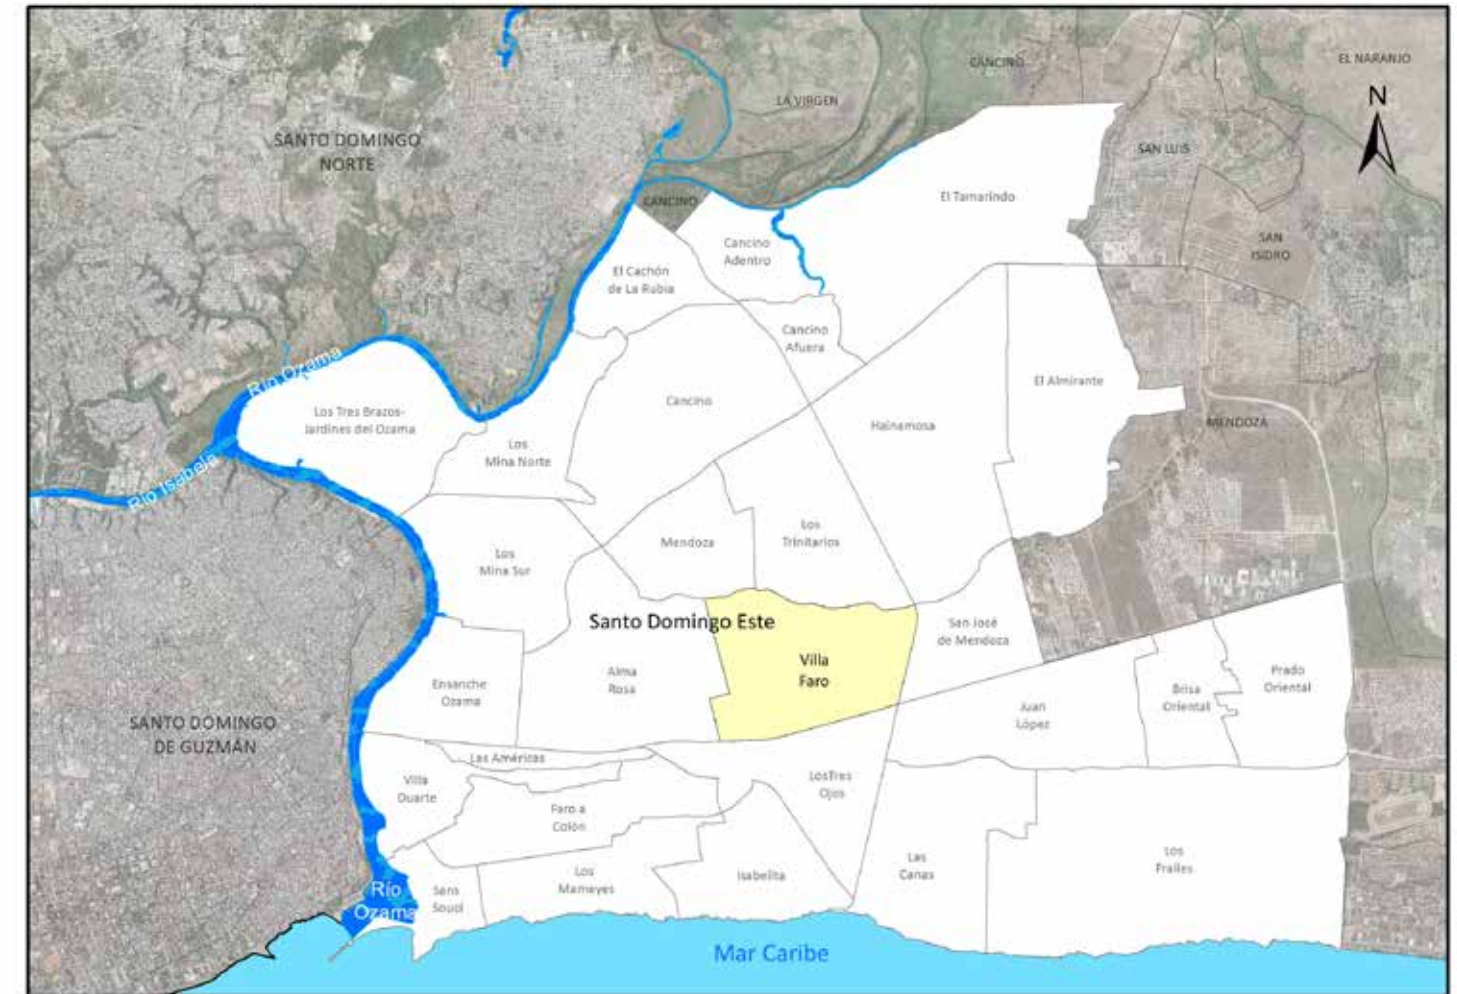 CANCINO
EL NARANJO
N
LA VIRGEN
SANTO DOMINGO
NORTE
SAN LUIS
CANCINO
El Tamarindo
SAN
ISIDRO
Cancino
Adentro
El Cachón
de La Rubia
Cancino
Afuera
Río Ozama
El Almirante
Cancino
Los Tres Brazos-
Jardines del Ozama
Hainamosa
MENDOZA
Los
Mina Norte
Río Isabela
Los
Trinitarios
Mendoza
Los
Mina Sur
Santo Domingo Este
San José
de Mendoza
Villa
Faro
Alma
Rosa
Prado
Oriental
Ensanche
Ozama
Brisa
Oriental
Juan
López
SANTO DOMINGO
DE GUZMÁN
Las Américas
Villa
Duarte
LosTres
Ojos
Faro a
Colón
Las
Canas
Los
Frailes
Los
Mameyes
Isabelita
Río
Ozama
Sans
Souci
Mar Caribe